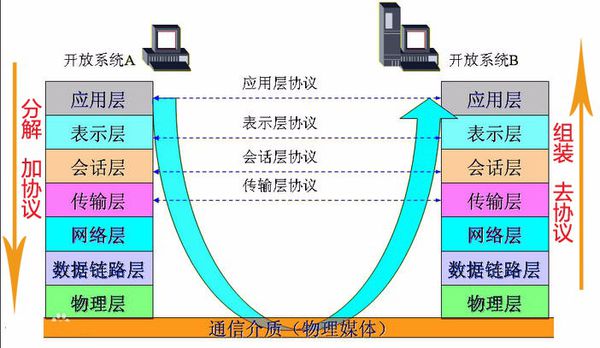 开放系统A
开放系统B
分解 加协议
应用层
表示层
会话层
传输层
网络层
数据链路层
物理层
应用层协议
表示层协议
会话层协议
传输层协议
应用层
表示层
会话层
传输层
网络层
数据链路层
物理层
组装 去协议
通信介质（物理媒体）